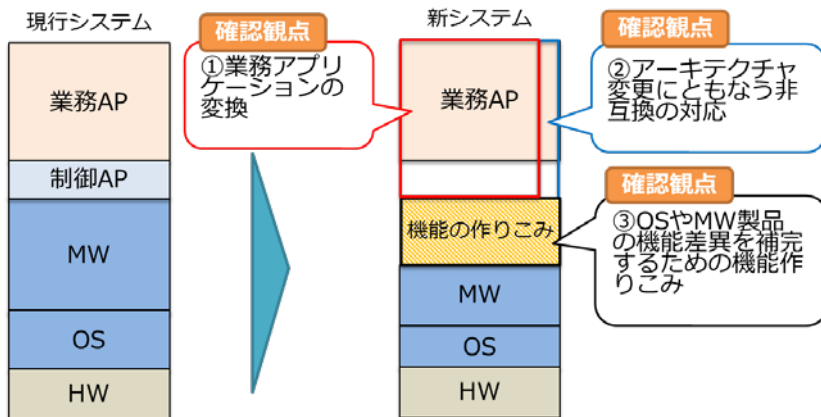 現行システム
業務AP
制御AP
MW
OS
HW
新システム
業務AP
機能の作りこみ
MW
OS
HW
確認観点
①業務アプリ
ケーションの
変換
確認観点
②アーキテクチャ
変更にともなう非
互換の対応
確認観点
③OSやMW製品
の機能差異を補完
するための機能作
りこみ